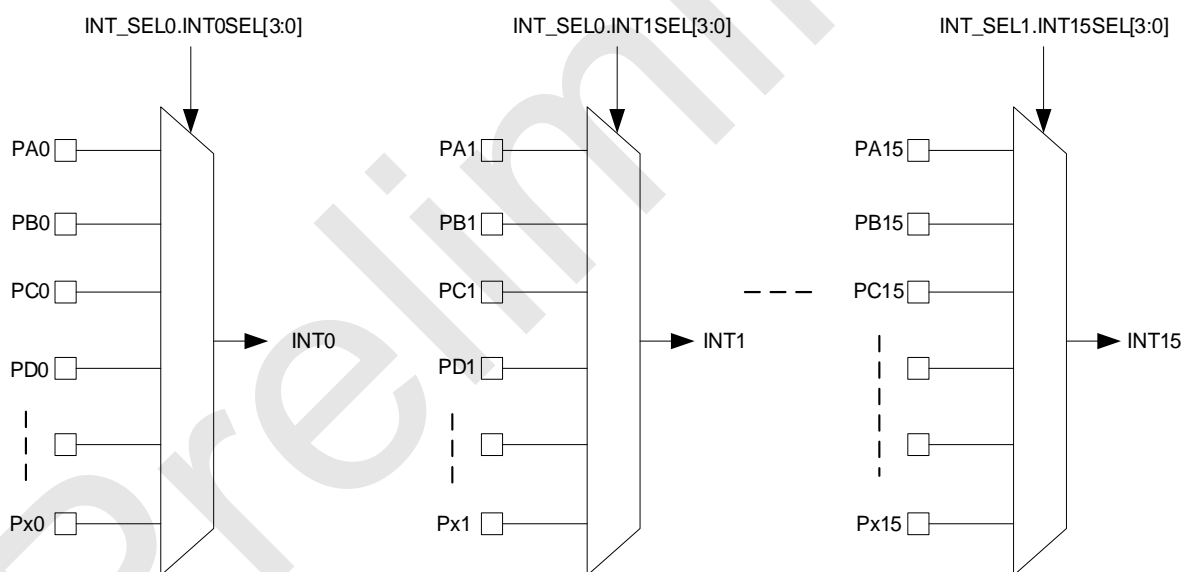 INT_SEL0.INT0SEL[3:0]
INT_SEL0.INT1SEL[3:0]
INT_SEL1.INT15SEL[3:0]
PA0
PA1
PA15
PB0
PB1
PB15
PC0
PC1
PC15
INT0
INT1
INT15
PD0
PD1
Px0
Px1
Px15
Prelimi